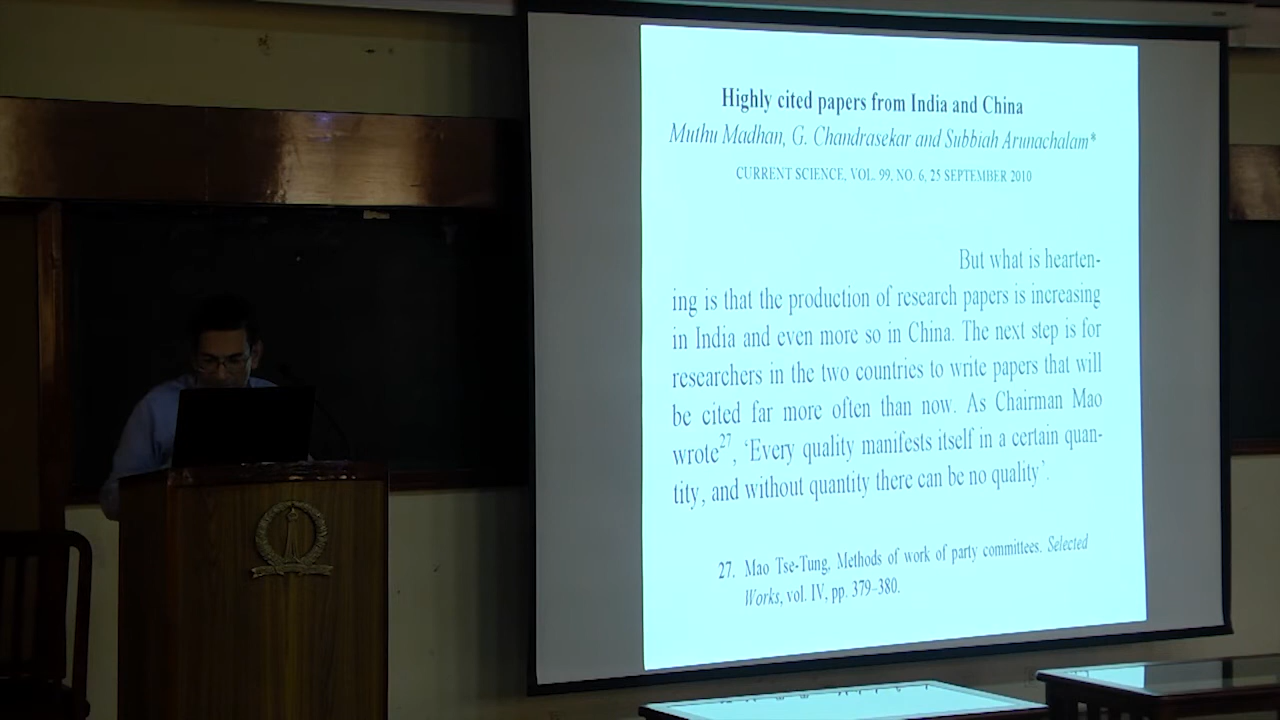 Highly cited papers from India and China
Muthu Madhan, G. Chandrasekar and Subbiah Arunachalam*
CURRENT SCIENCE, VOL. 99, NO. 6, 25 SEPTEMBER 2010
But what is hearten-
ing is that the production of research papers is increasing
in India and even more so in China. The next step is for
researchers in the two countries to write papers that will
be cited far more often than now. As Chairman Mao
wrote27, ‘Every quality manifests itself in a certain quan-
tity, and without quantity there can be no quality’.
27. Mao Tse-Tung, Methods of work of party committees. Selected
Works, vol. IV, pp. 379–380.